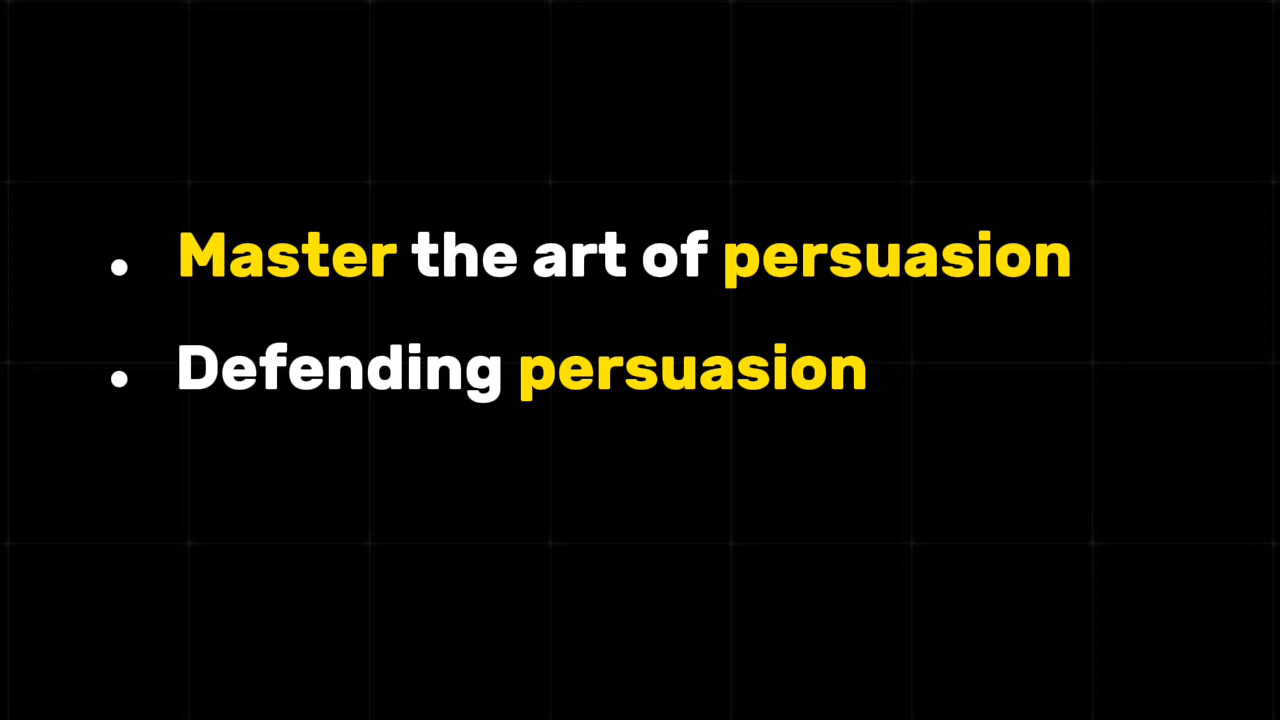 • Master the art of persuasion
• Defending persuasion